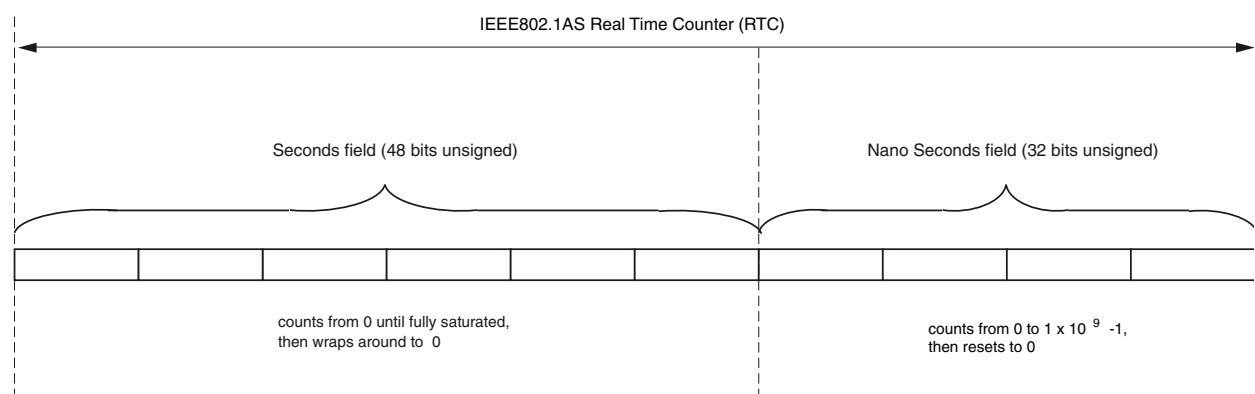 IEEE802.1AS Real Time Counter (RTC)
Seconds field (48 bits unsigned)
Nano Seconds field (32 bits unsigned)
counts from 0 until fully saturated,
then wraps around to 0
counts from 0 to 1 x 10 9 -1,
then resets to 0